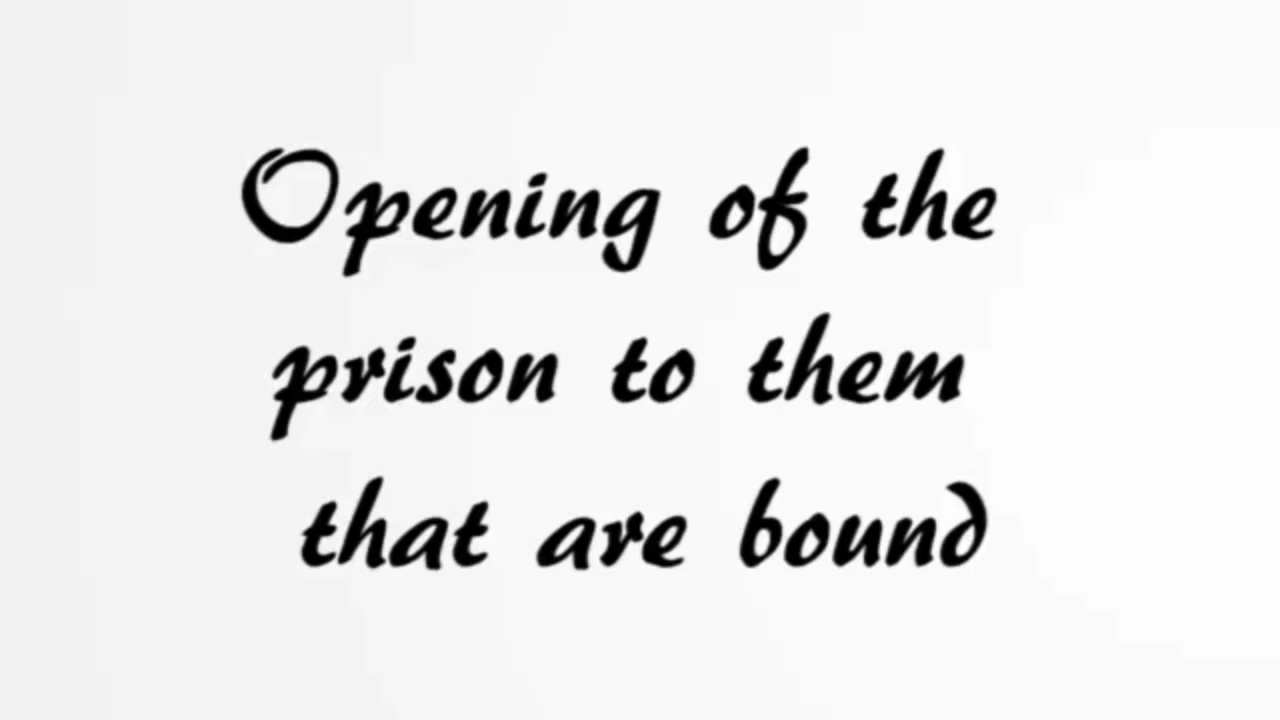 Opening of the
prison to them
that are bound